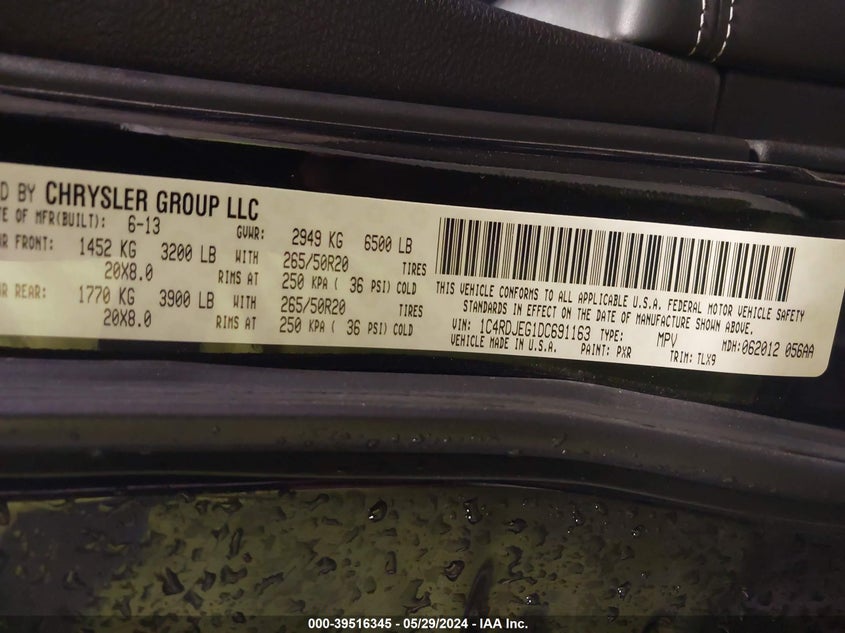 D BY CHRYSLER GROUP LLC
TE OF MFR(BUILT): 6-13 GVWR: 2949 KG 6500 LB
R FRONT: 1452 KG 3200 LB WITH 265/50R20 TIRES
20X8.0 RIMS AT 250 KPA ( 36 PSI) COLD
R REAR: 1770 KG 3900 LB WITH 265/50R20 TIRES
20X8.0 RIMS AT 250 KPA ( 36 PSI) COLD
THIS VEHICLE CONFORMS TO ALL APPLICABLE U.S.A. FEDERAL MOTOR VEHICLE SAFETY
STANDARDS IN EFFECT ON THE DATE OF MANUFACTURE SHOWN ABOVE.
VIN: 1C4RDJEG1DC691163 TYPE: MPV MDH:062012 056AA
VEHICLE MADE IN U.S.A. PAINT: PXR TRIM: TLX9
000-39516345 - 05/29/2024 - IAA Inc.